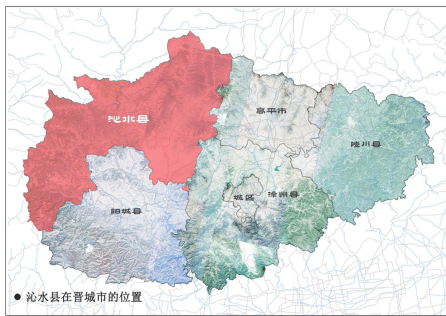 沁水县
高平市
陵川县
阳城县
城区
泽州县
● 沁水县在晋城市的位置